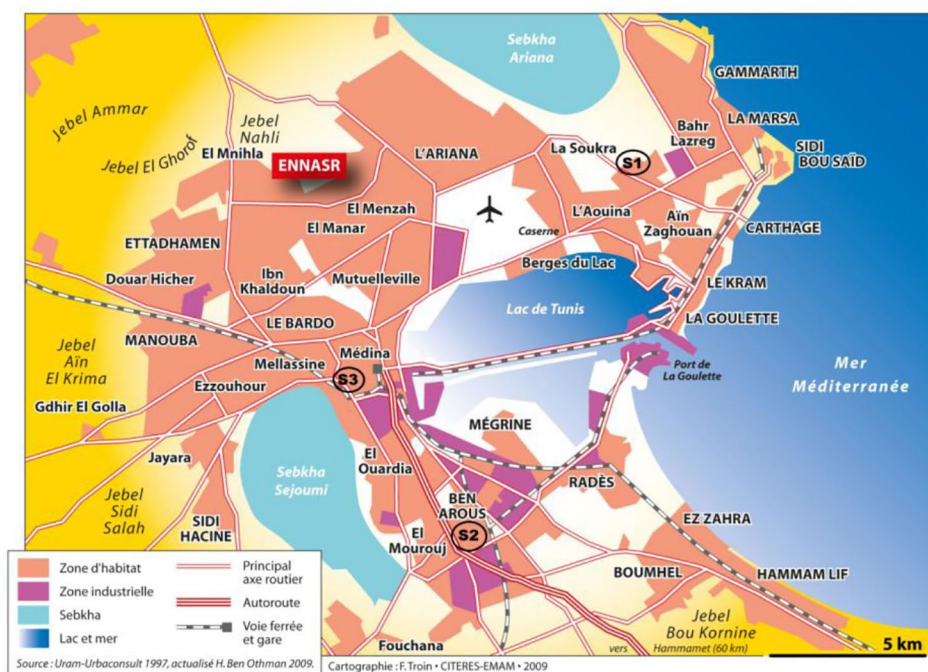 Sebkha
Ariana
GAMMARTH
Jebel Ammar
Jebel
Nahli
LA MARSA
Bahr
Lazreg
La Soukra
S1
SIDI
BOU SAÏD
Jebel El Ghorof
El Mnihla
L'ARIANA
ENNASR
El Menzah
L'Aouina
Aïn
Zaghouan
CARTHAGE
El Manar
Caserne
ETTADHAMEN
Berges du Lac
Douar Hicher
Ibn
Khaldoun
Mutuelleville
LE KRAM
Lac de Tunis
LA GOULETTE
LE BARDO
MANOUBA
Médina
Mellassine
Jebel
Aïn
El Krima
Port de
La Goulette
Mer
Méditerranée
S3
Ezzouhour
Gdhir El Golla
MÉGRINE
Jayara
El
Ouardia
Sebkha
Sejoumi
RADÈS
Jebel
Sidi
Salah
BEN
AROUS
SIDI
HACINE
EZ ZAHRA
S2
El
Mourouj
BOUMHEL
HAMMAM LIF
Jebel
Bou Kornine
Fouchana
vers
Hammamet (60 km)
5 km
Zone d'habitat
Zone industrielle
Sebkha
Lac et mer
Principal
axe routier
Autoroute
Voie ferrée
et gare
Source : Uram-Urbaconsult 1997, actualisé H. Ben Othman 2009.
Cartographie : F. Troin • CITERES-EMAM • 2009